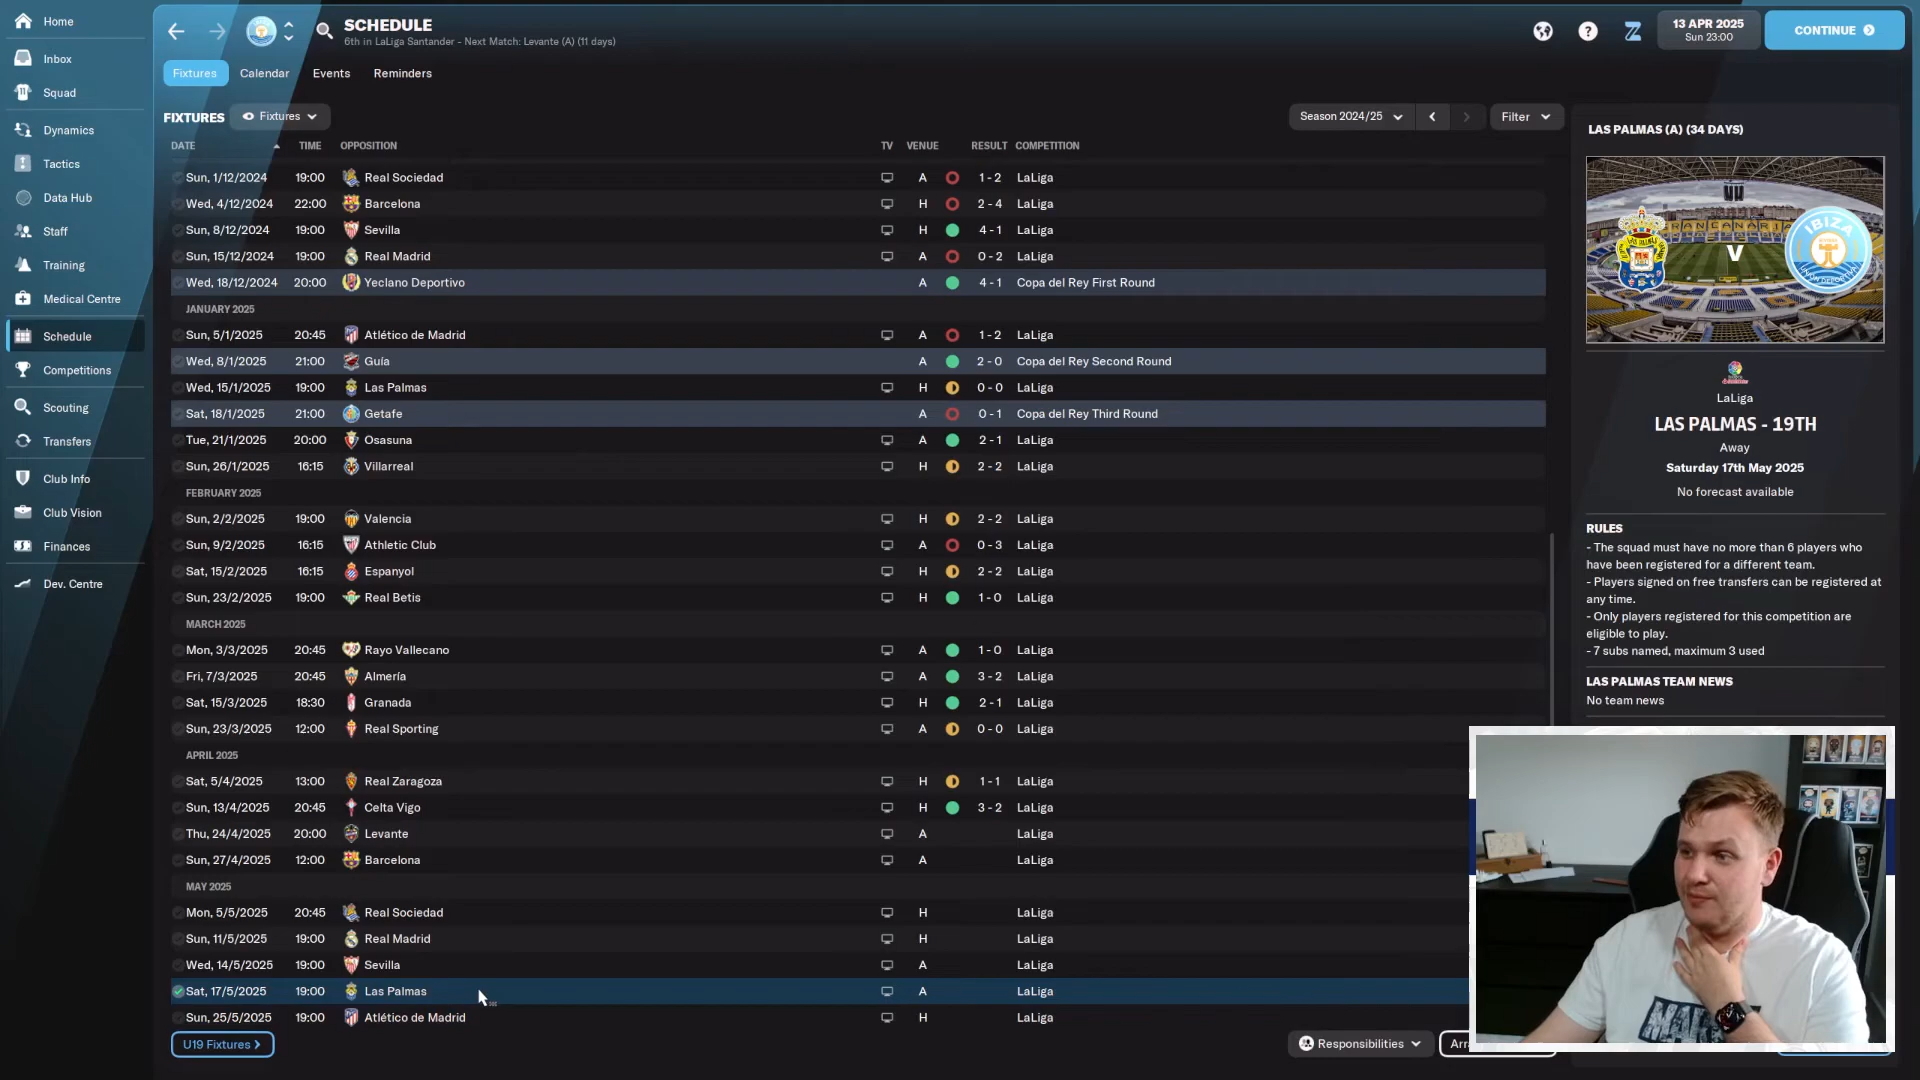 Home
Inbox
Squad
Dynamics
Tactics
Data Hub
Staff
Training
Medical Centre
Schedule
Competitions
Scouting
Transfers
Club Info
Club Vision
Finances
Dev. Centre
SCHEDULE
6th in LaLiga Santander - Next Match: Levante (A) (11 days)
13 APR 2025
Sun 23:00
CONTINUE
Fixtures Calendar Events Reminders
FIXTURES Fixtures
Season 2024/25 Filter
DATE TIME OPPOSITION TV VENUE RESULT COMPETITION
Sun, 1/12/2024 19:00 Real Sociedad A 1 - 2 LaLiga
Wed, 4/12/2024 22:00 Barcelona H 2 - 4 LaLiga
Sun, 8/12/2024 19:00 Sevilla H 4 - 1 LaLiga
Sun, 15/12/2024 19:00 Real Madrid A 0 - 2 LaLiga
Wed, 18/12/2024 20:00 Yeclano Deportivo A 4 - 1 Copa del Rey First Round
JANUARY 2025
Sun, 5/1/2025 20:45 Atlético de Madrid A 1 - 2 LaLiga
Wed, 8/1/2025 21:00 Guía A 2 - 0 Copa del Rey Second Round
Wed, 15/1/2025 19:00 Las Palmas H 0 - 0 LaLiga
Sat, 18/1/2025 21:00 Getafe A 0 - 1 Copa del Rey Third Round
Tue, 21/1/2025 20:00 Osasuna A 2 - 1 LaLiga
Sun, 26/1/2025 16:15 Villarreal H 2 - 2 LaLiga
FEBRUARY 2025
Sun, 2/2/2025 19:00 Valencia H 2 - 2 LaLiga
Sun, 9/2/2025 16:15 Athletic Club A 0 - 3 LaLiga
Sat, 15/2/2025 16:15 Espanyol H 2 - 2 LaLiga
Sun, 23/2/2025 19:00 Real Betis H 1 - 0 LaLiga
MARCH 2025
Mon, 3/3/2025 20:45 Rayo Vallecano A 1 - 0 LaLiga
Fri, 7/3/2025 20:45 Almería A 3 - 2 LaLiga
Sat, 15/3/2025 18:30 Granada H 2 - 1 LaLiga
Sun, 23/3/2025 12:00 Real Sporting A 0 - 0 LaLiga
APRIL 2025
Sat, 5/4/2025 13:00 Real Zaragoza H 1 - 1 LaLiga
Sun, 13/4/2025 20:45 Celta Vigo H 3 - 2 LaLiga
Thu, 24/4/2025 20:00 Levante A LaLiga
Sun, 27/4/2025 12:00 Barcelona A LaLiga
MAY 2025
Mon, 5/5/2025 20:45 Real Sociedad H LaLiga
Sun, 11/5/2025 19:00 Real Madrid H LaLiga
Wed, 14/5/2025 19:00 Sevilla A LaLiga
Sat, 17/5/2025 19:00 Las Palmas A LaLiga
Sun, 25/5/2025 19:00 Atlético de Madrid H LaLiga
U19 Fixtures
Responsibilities
LAS PALMAS (A) (34 DAYS)
GRAN CANARIA
V
IBIZA
LaLiga
LAS PALMAS - 19TH
Away
Saturday 17th May 2025
No forecast available
RULES
- The squad must have no more than 6 players who
have been registered for a different team.
- Players signed on free transfers can be registered at
any time.
- Only players registered for this competition are
eligible to play.
- 7 subs named, maximum 3 used
LAS PALMAS TEAM NEWS
No team news